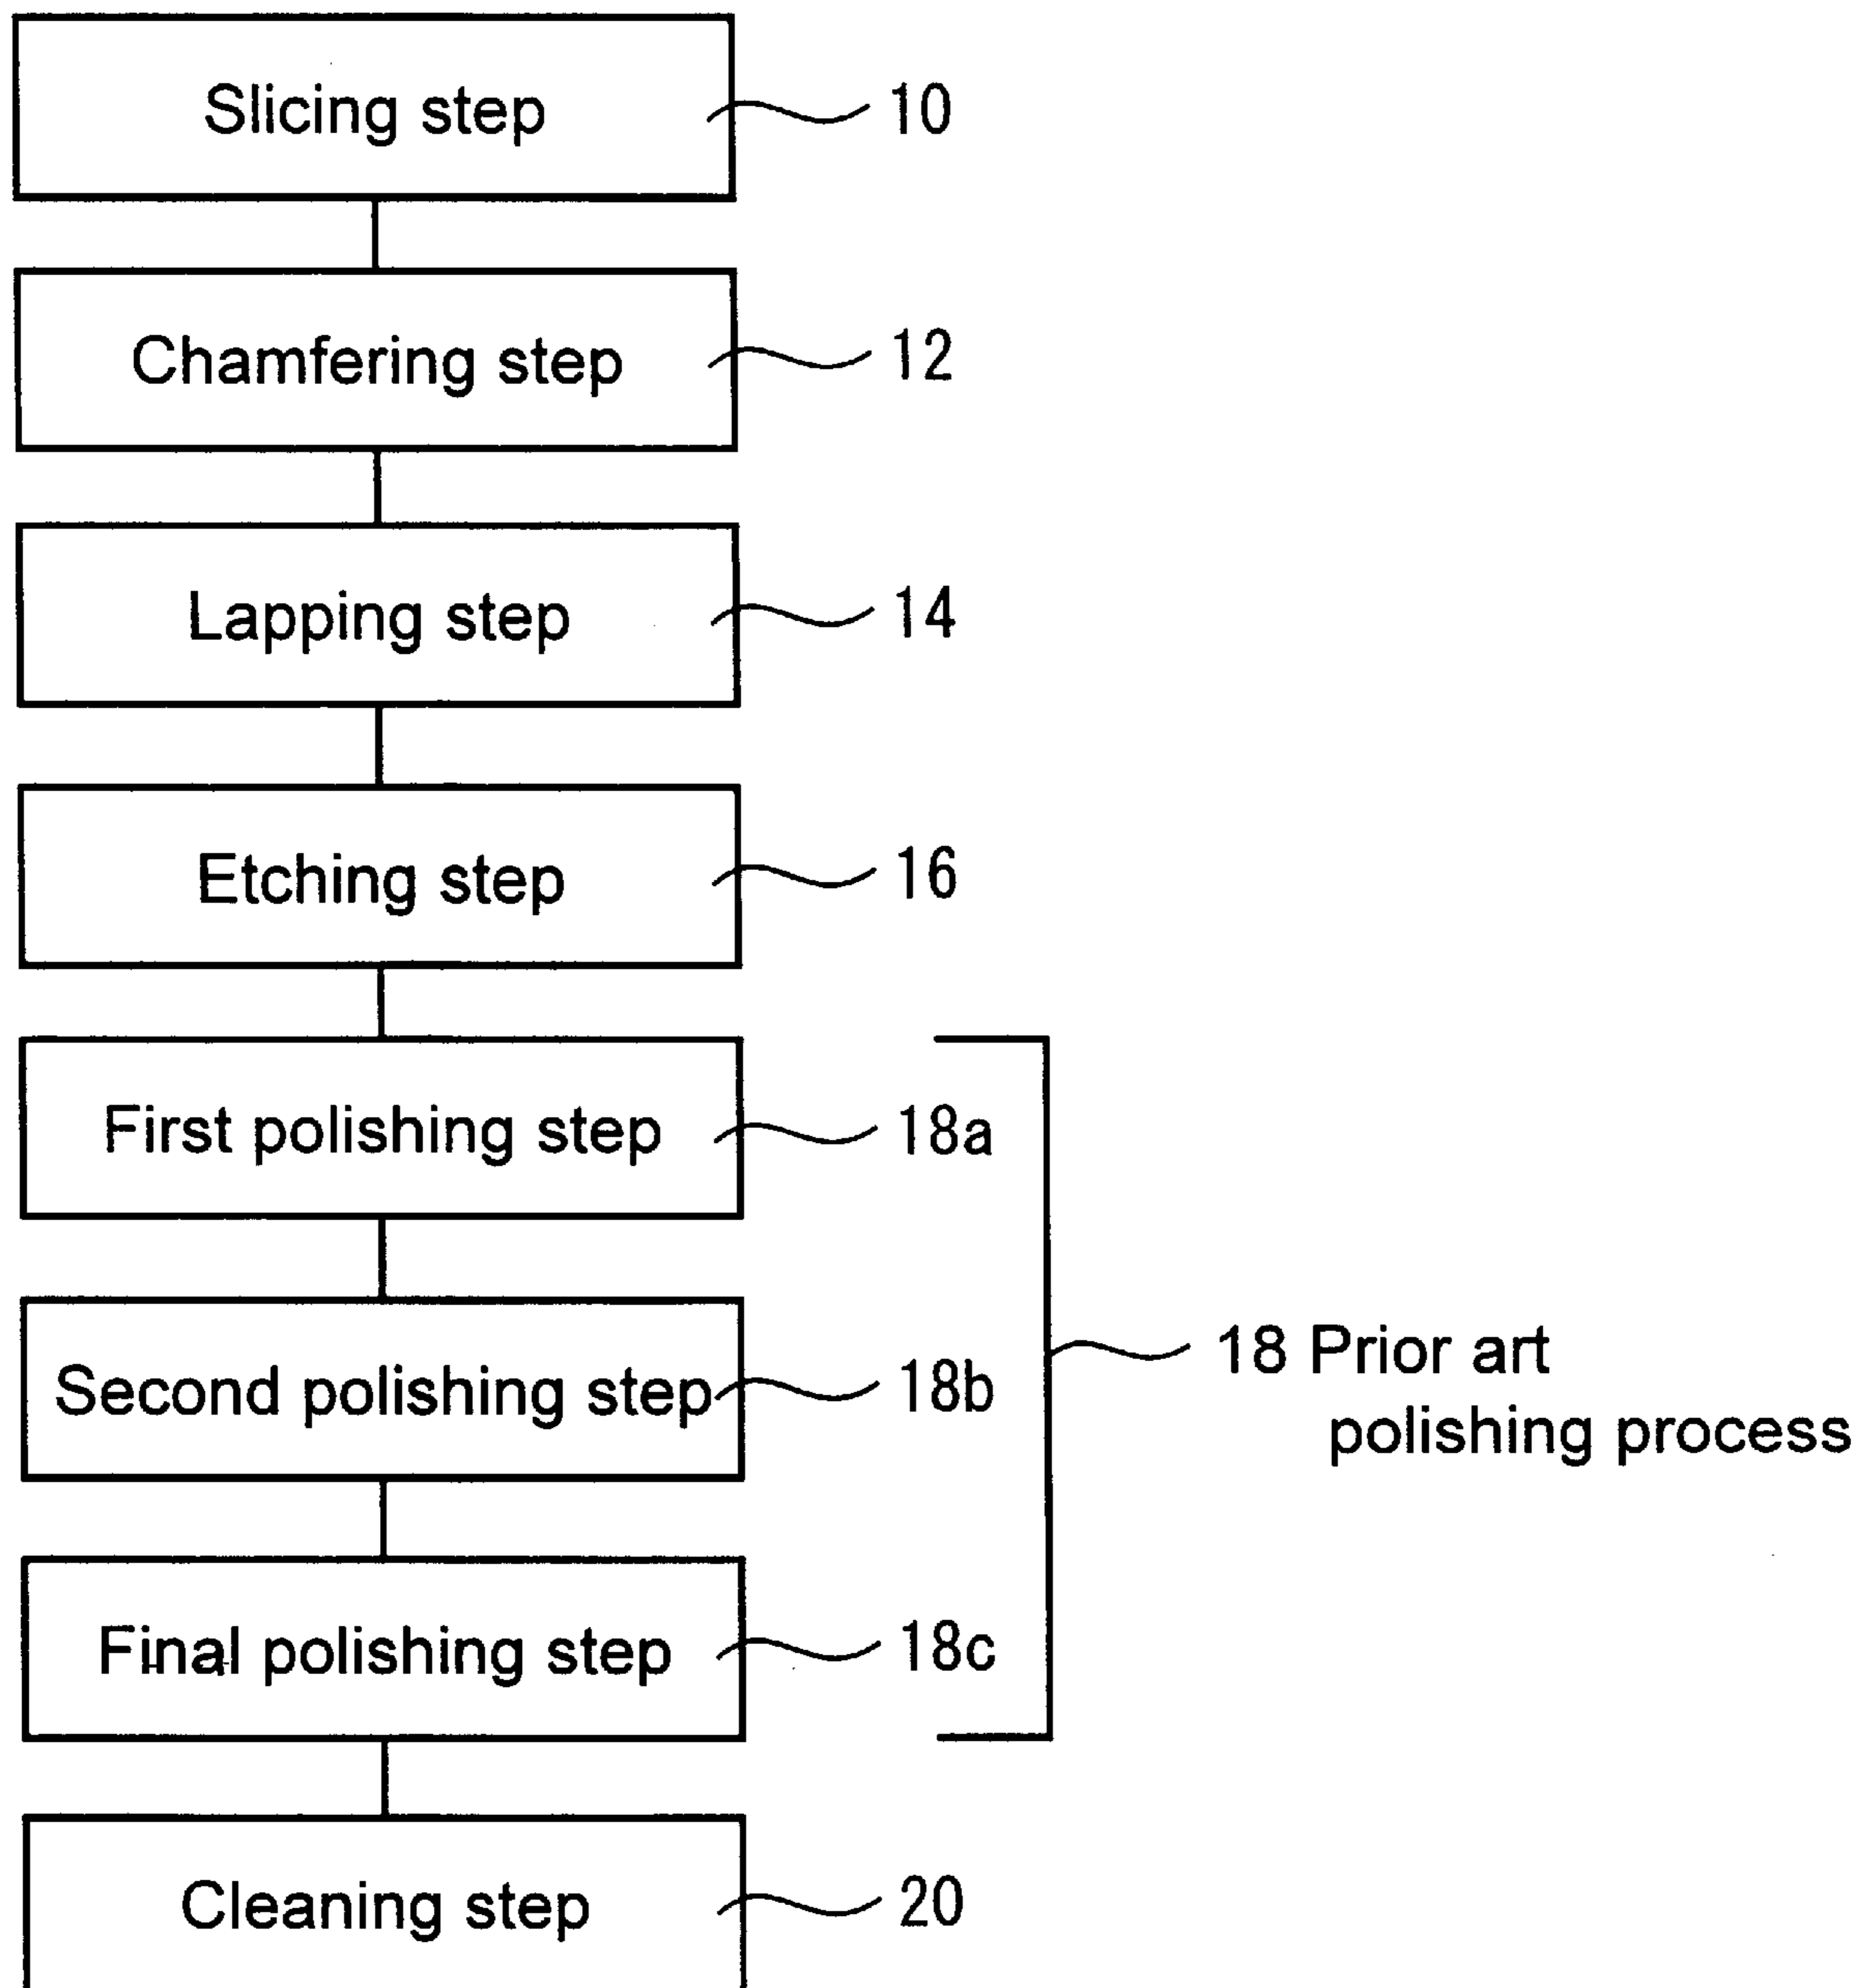 Slicing step 10
Chamfering step 12
Lapping step 14
Etching step 16
First polishing step 18a
Second polishing step 18b
18 Prior art
polishing process
Final polishing step 18c
Cleaning step 20